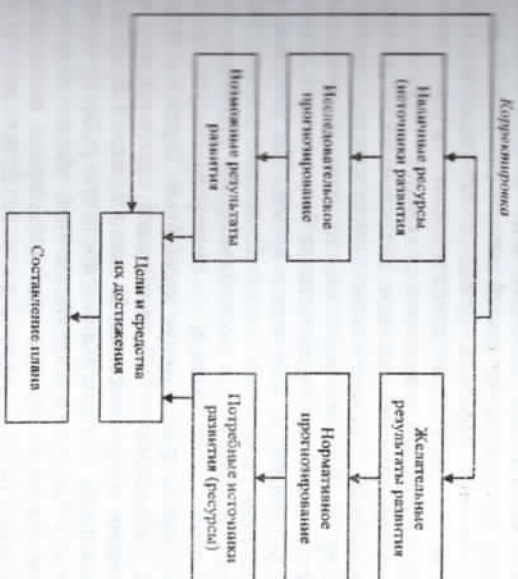 Корректировка
Наличные ресурсы
(источники развития)
Желательные
результаты развития
Исследовательское
прогнозирование
Нормативное
прогнозирование
Возможные результаты
развития
Потребные источники
развития (ресурсы)
Цели и средства
их достижения
Составление плана